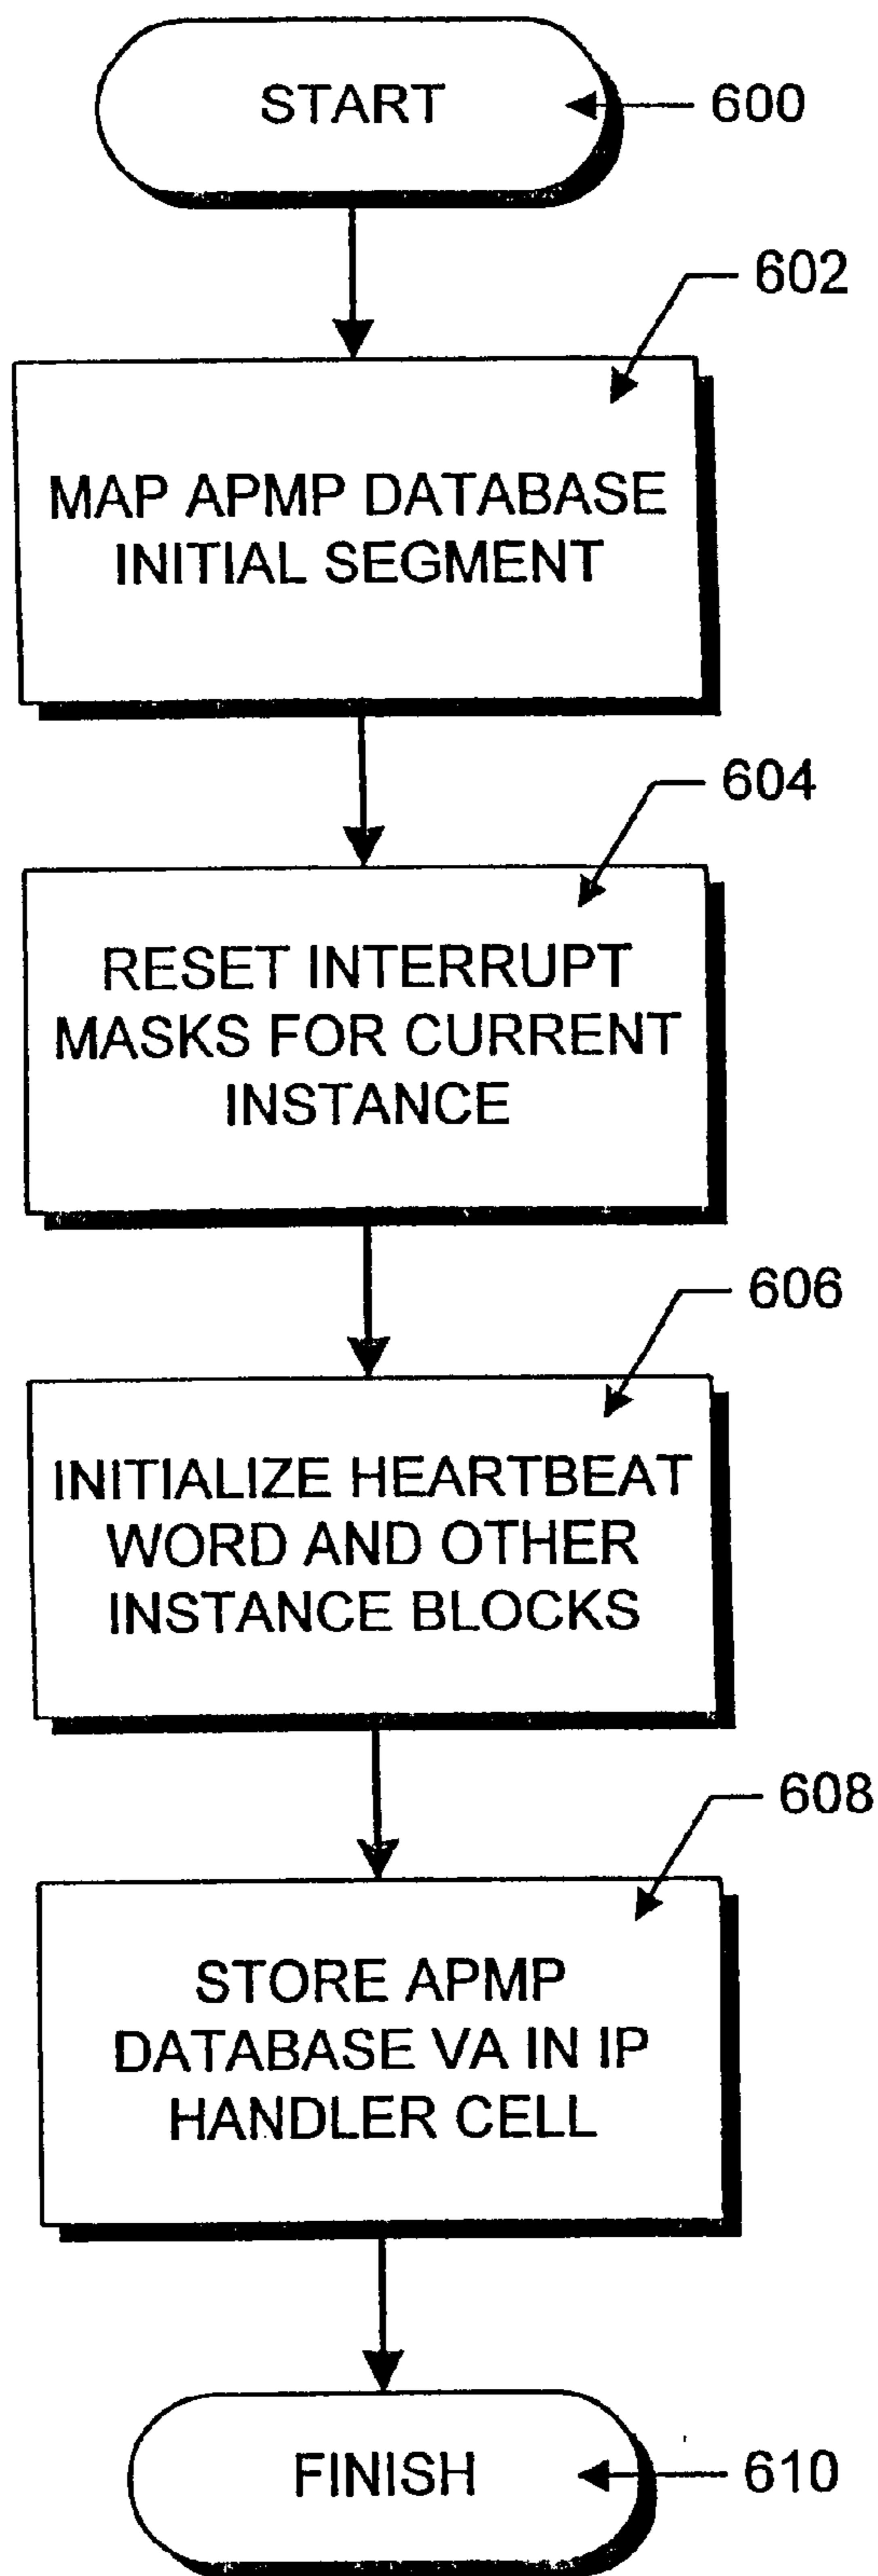 START
600
602
MAP APMP DATABASE
INITIAL SEGMENT
604
RESET INTERRUPT
MASKS FOR CURRENT
INSTANCE
606
INITIALIZE HEARTBEAT
WORD AND OTHER
INSTANCE BLOCKS
608
STORE APMP
DATABASE VA IN IP
HANDLER CELL
FINISH
610